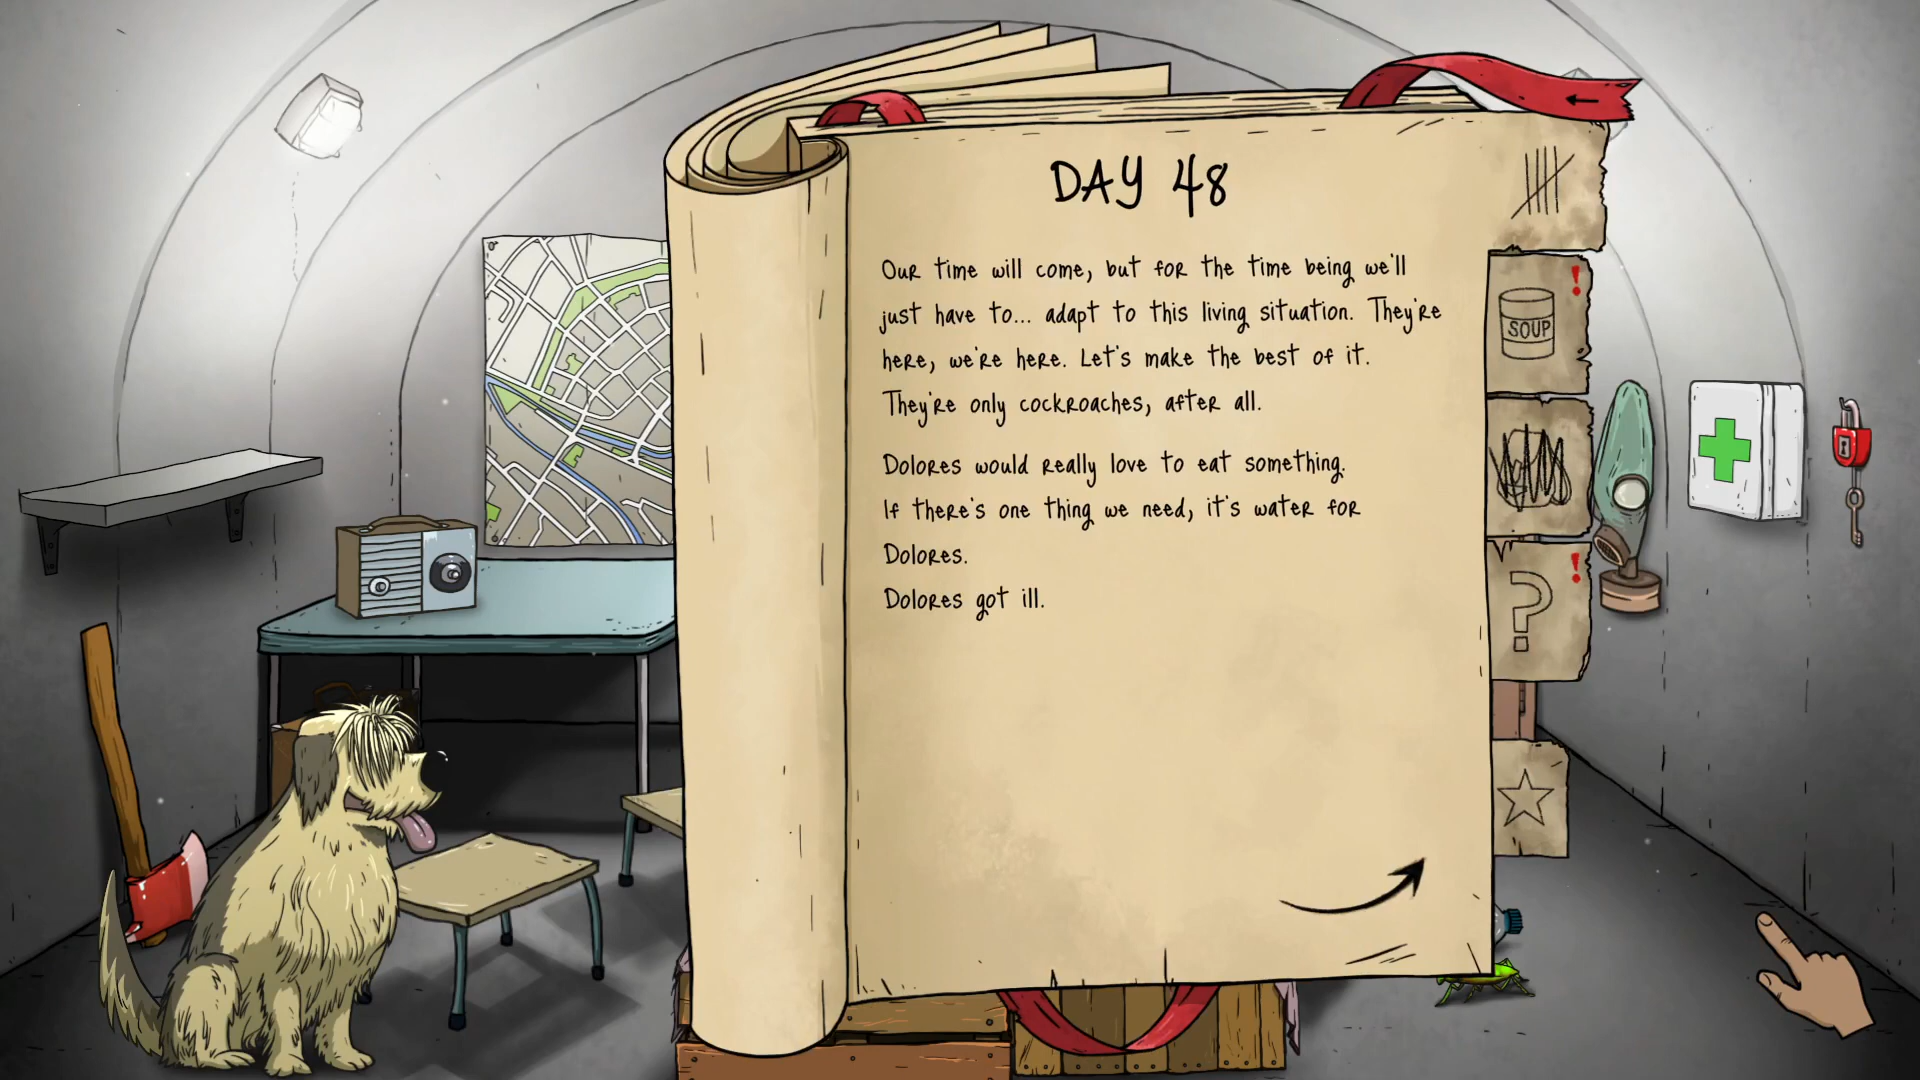 DAY 48
Our time will come, but for the time being we'll
just have to... adapt to this living situation. They're
here, we're here. Let's make the best of it.
They're only cockroaches, after all.
Dolores would really love to eat something.
If there's one thing we need, it's water for
Dolores.
Dolores got ill.
SOUP
?